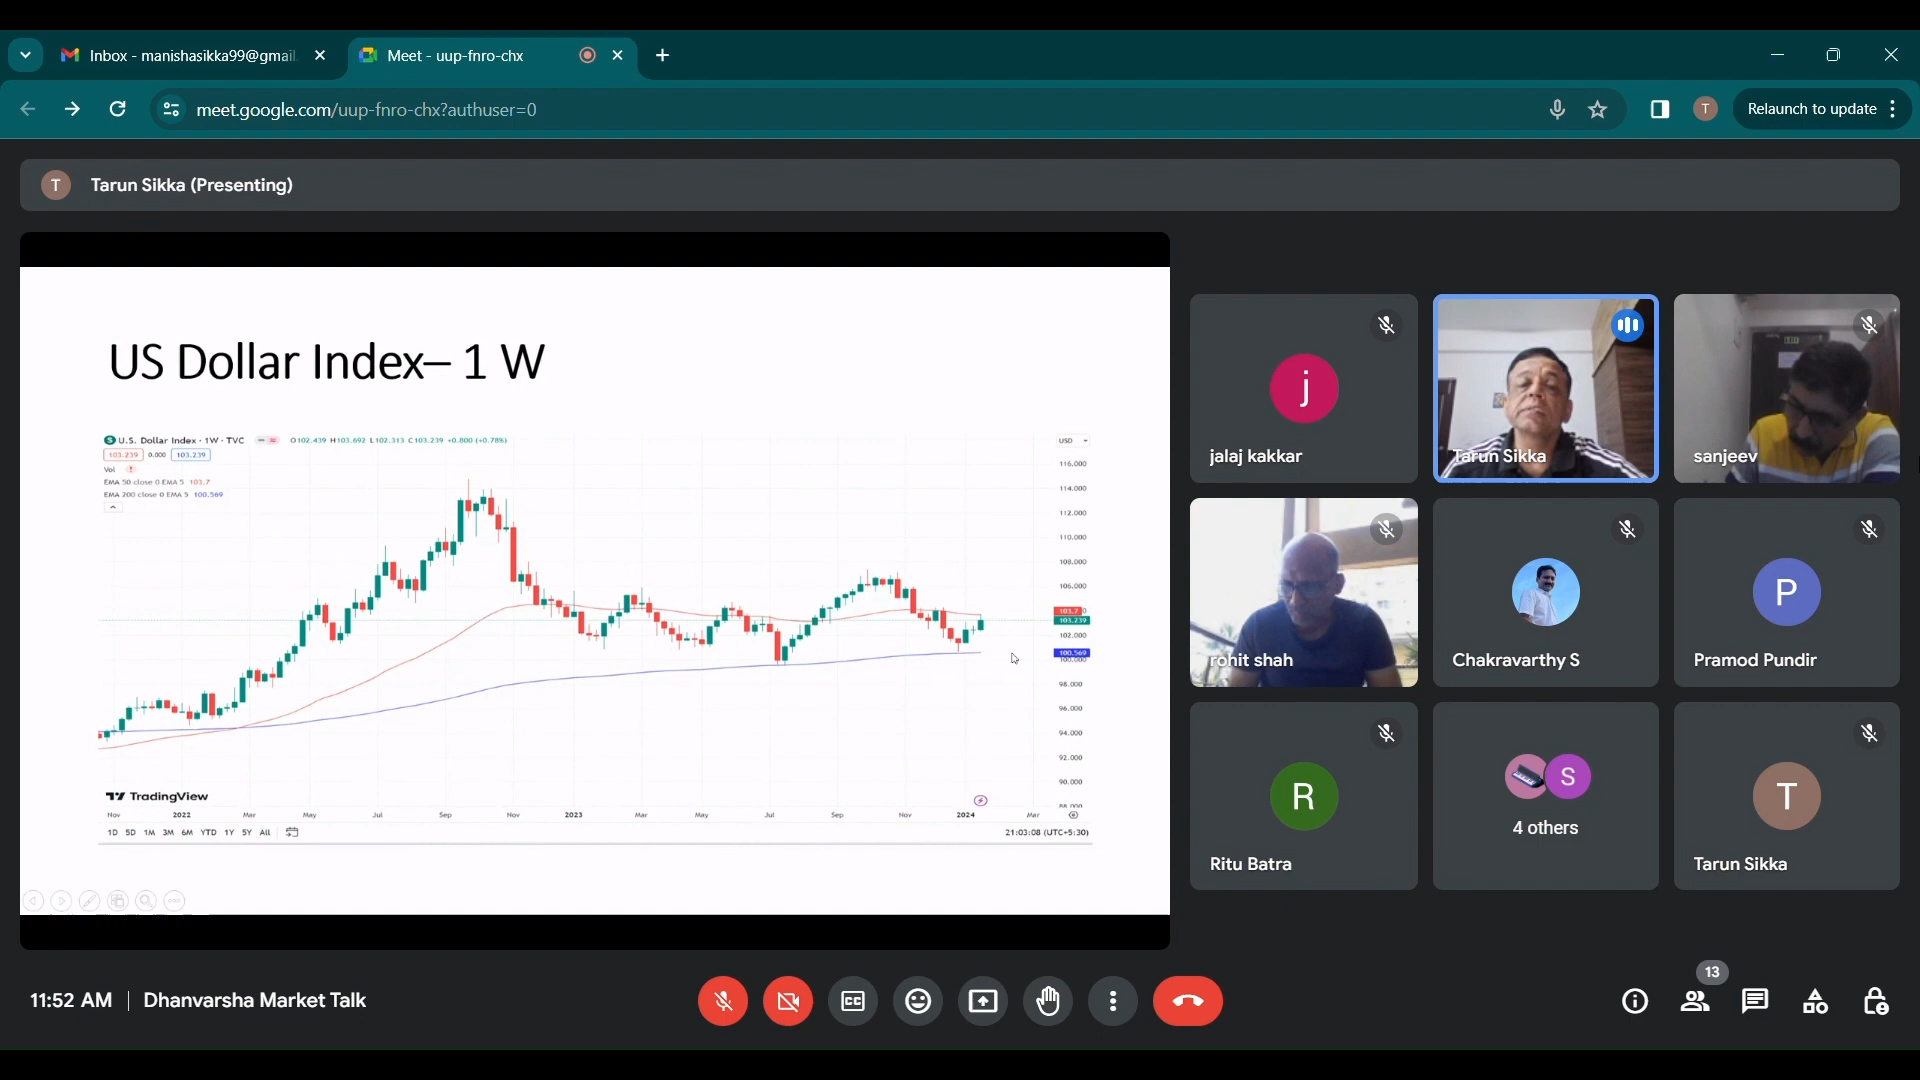 Inbox - manishasikka99@gmail.
Meet - uup-fnro-chx
meet.google.com/uup-fnro-chx?authuser=0
T
Relaunch to update
T
Tarun Sikka (Presenting)
US Dollar Index– 1 W
U.S. Dollar Index · 1W · TVC
O102.439 H103.692 L102.313 C103.239 +0.800 (+0.78%)
USD
103.239 0.000 103.239
Vol
EMA 50 close 0 EMA 5 103.7
EMA 200 close 0 EMA 5 100.569
116.000
114.000
112.000
110.000
108.000
106.000
103.7
103.239
102.000
100.569
100.000
98.000
96.000
94.000
92.000
90.000
TradingView
Nov 2022 Mar May Jul Sep Nov 2023 Mar May Jul Sep Nov 2024 Mar
1D 5D 1M 3M 6M YTD 1Y 5Y All
21:03:08 (UTC+5:30)
j
jalaj kakkar
Tarun Sikka
sanjeev
rohit shah
Chakravarthy S
P
Pramod Pundir
R
Ritu Batra
S
4 others
T
Tarun Sikka
11:52 AM | Dhanvarsha Market Talk
CC
13